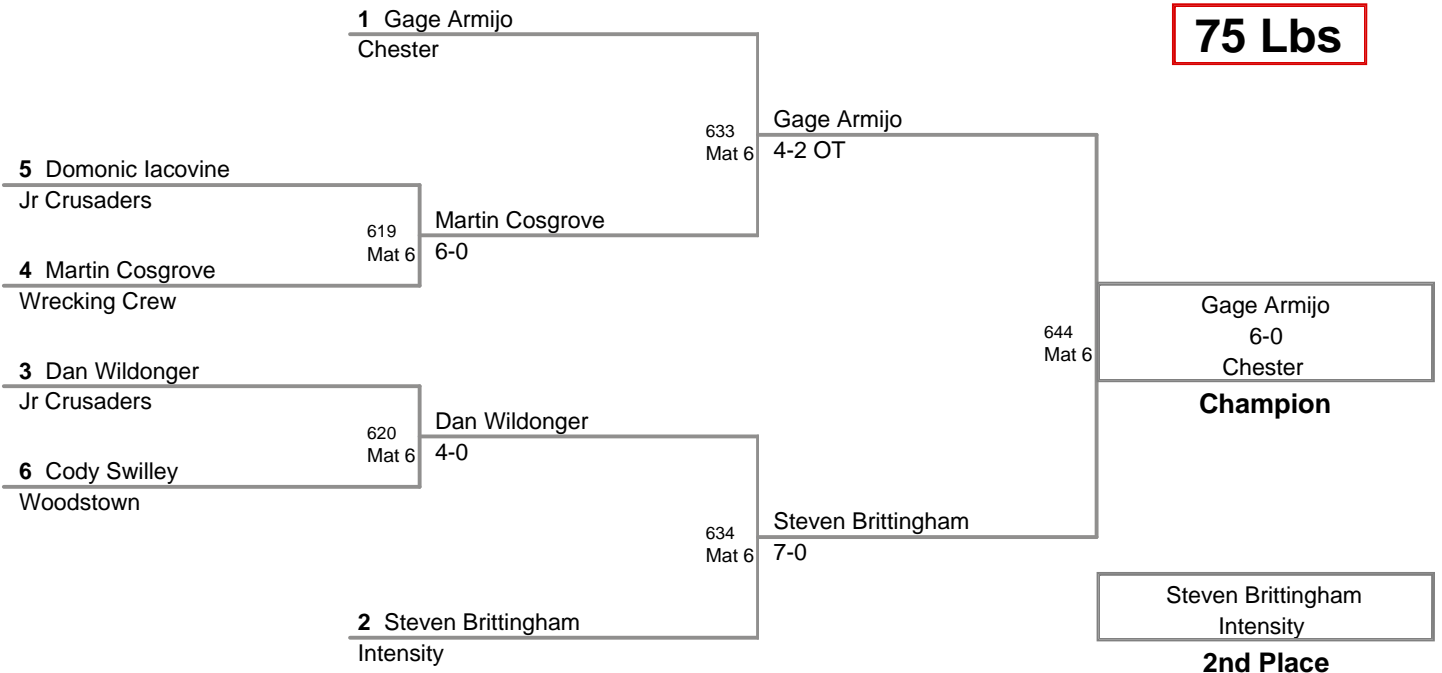 75 Lbs
1 Gage Armijo
Chester
633
Mat 6
Gage Armijo
4-2 OT
5 Domonic Iacovine
Jr Crusaders
619
Mat 6
Martin Cosgrove
6-0
4 Martin Cosgrove
Wrecking Crew
3 Dan Wildonger
Jr Crusaders
620
Mat 6
Dan Wildonger
4-0
6 Cody Swilley
Woodstown
634
Mat 6
Steven Brittingham
7-0
2 Steven Brittingham
Intensity
644
Mat 6
Gage Armijo
6-0
Chester
Champion
Steven Brittingham
Intensity
2nd Place